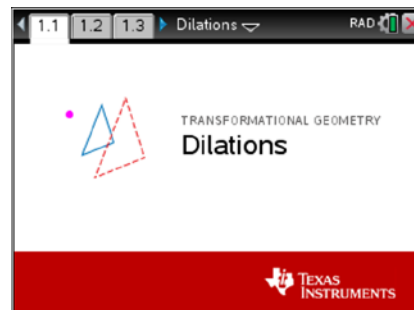 1.1 1.2 1.3 Dilations RAD
TRANSFORMATIONAL GEOMETRY
Dilations
TEXAS
INSTRUMENTS